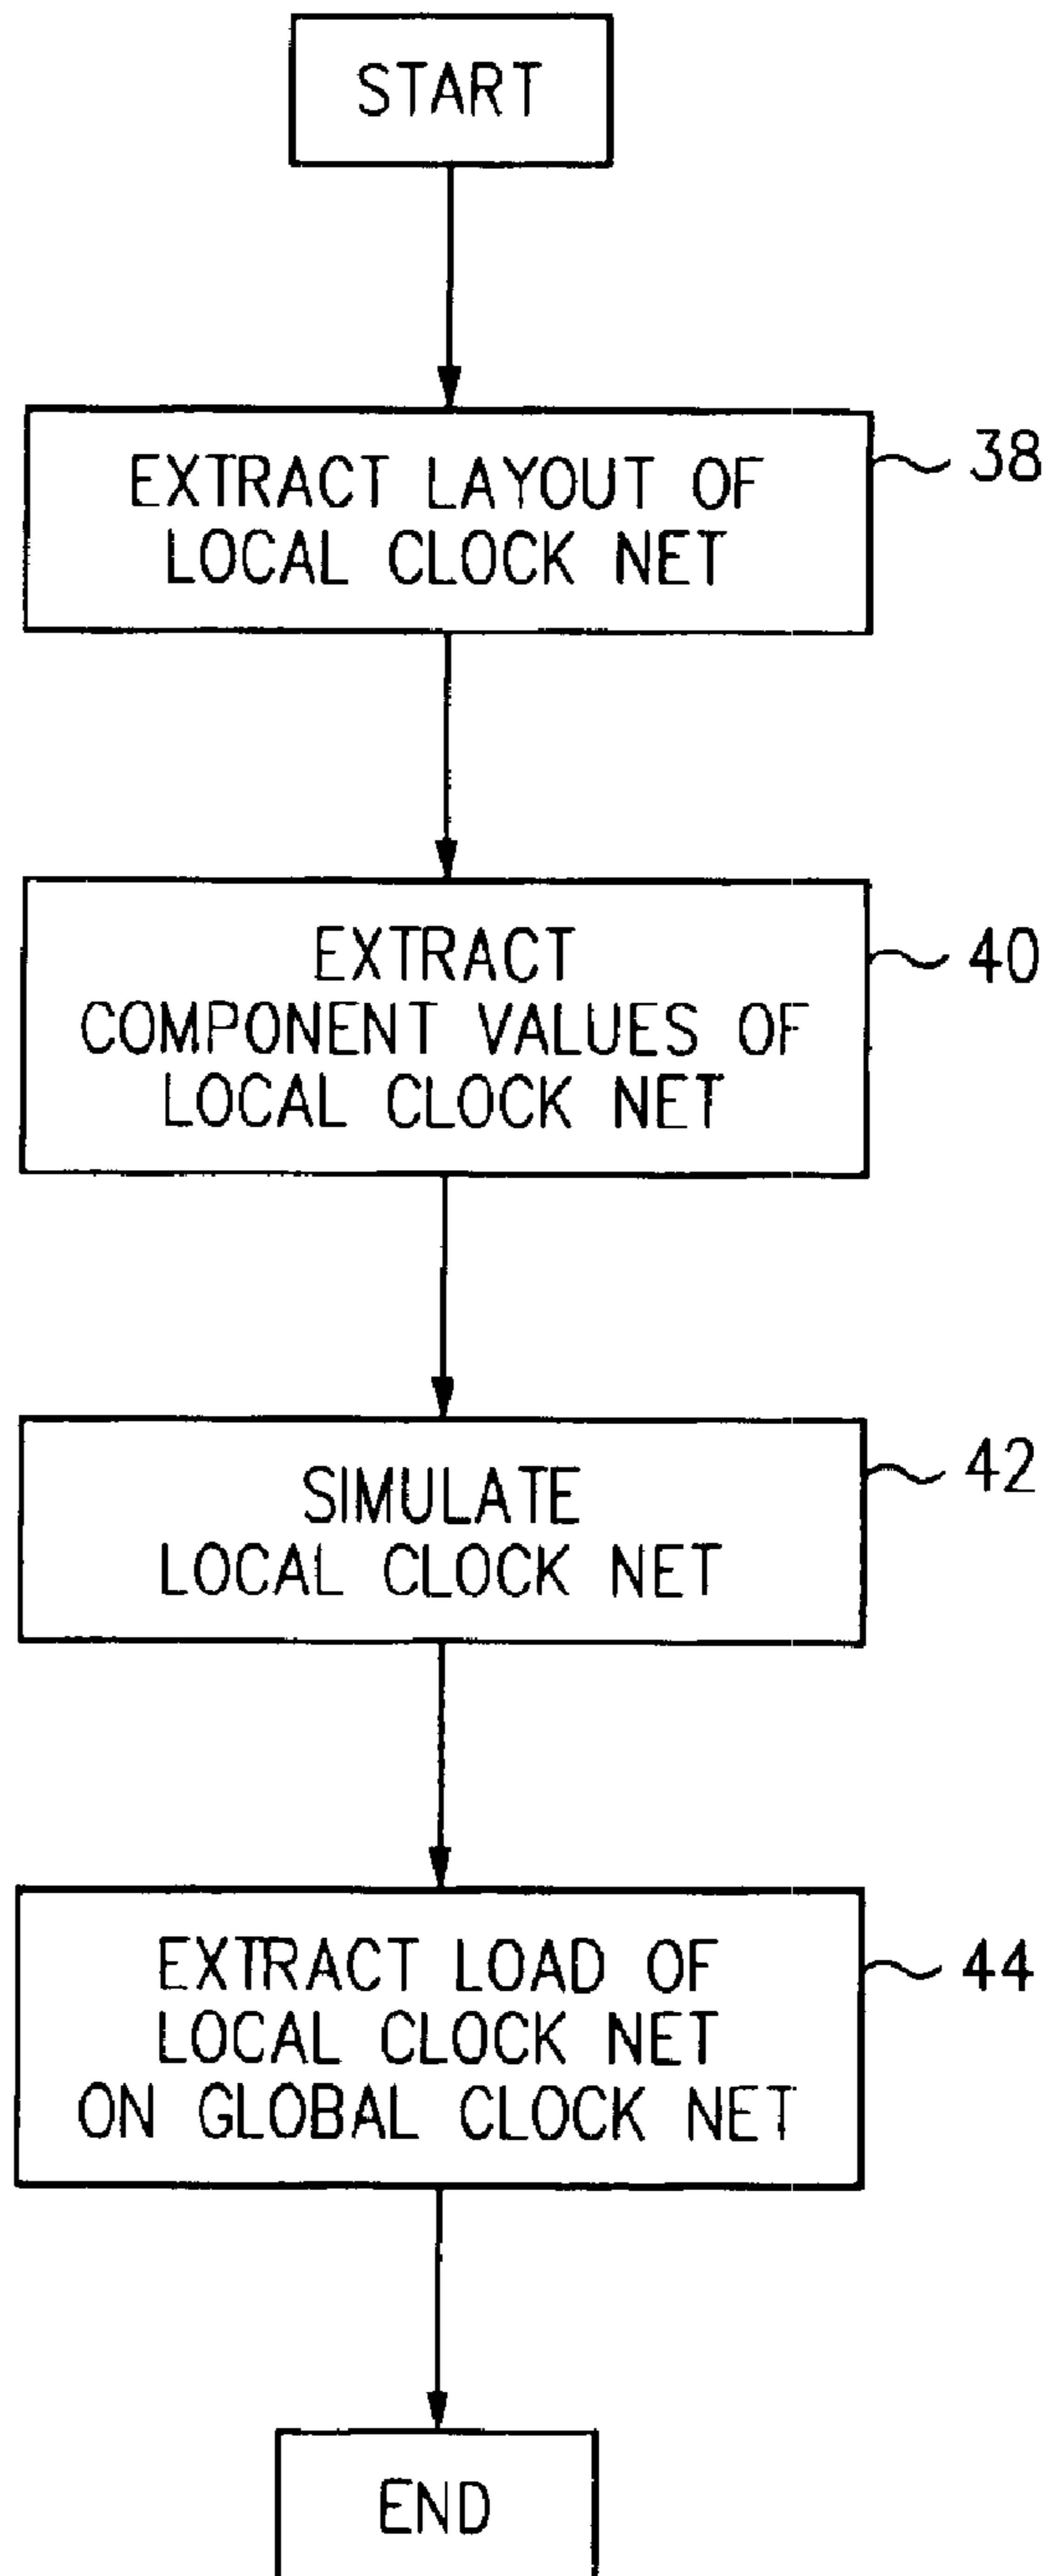 START
EXTRACT LAYOUT OF
LOCAL CLOCK NET
38
EXTRACT
COMPONENT VALUES OF
LOCAL CLOCK NET
40
SIMULATE
LOCAL CLOCK NET
42
EXTRACT LOAD OF
LOCAL CLOCK NET
ON GLOBAL CLOCK NET
44
END